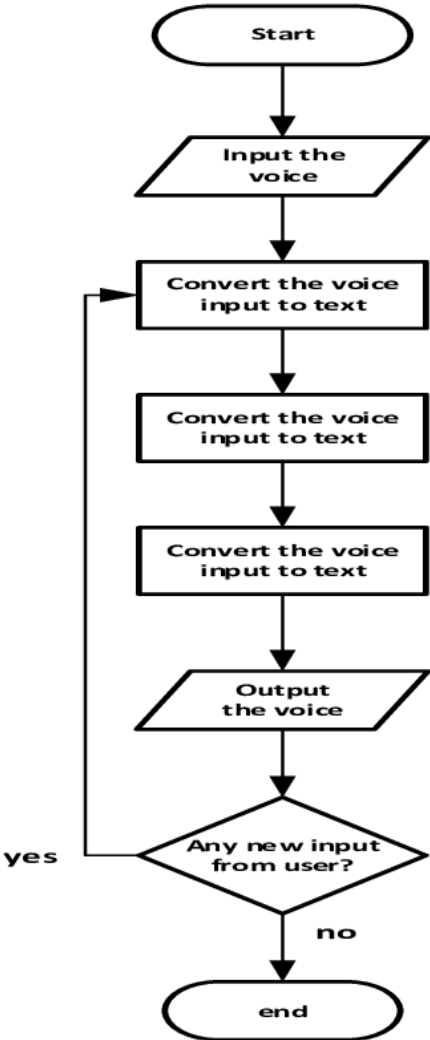 Start
Input the
voice
Convert the voice
input to text
Convert the voice
input to text
Convert the voice
input to text
Output
the voice
Any new input
from user?
yes
no
end